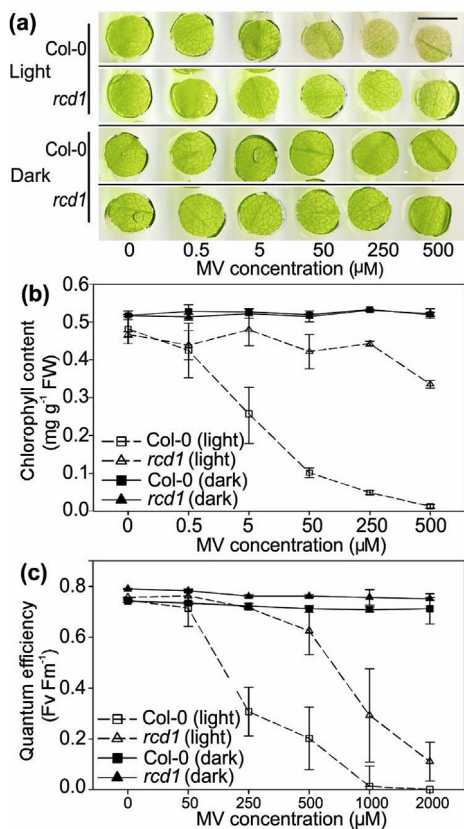 (a)
Col-0
Light
rcd1
Col-0
Dark
rcd1
0 0.5 5 50 250 500
MV concentration (µM)
(b)
0.6
0.5
0.4
0.3
0.2
0.1
0.0
Chlorophyll content
(mg g-1 FW)
Col-0 (light)
rcd1 (light)
Col-0 (dark)
rcd1 (dark)
0 0.5 5 50 250 500
MV concentration (µM)
(c)
0.8
0.6
0.4
0.2
0.0
Quantum efficiency
(Fv Fm-1)
Col-0 (light)
rcd1 (light)
Col-0 (dark)
rcd1 (dark)
0 50 250 500 1000 2000
MV concentration (µM)